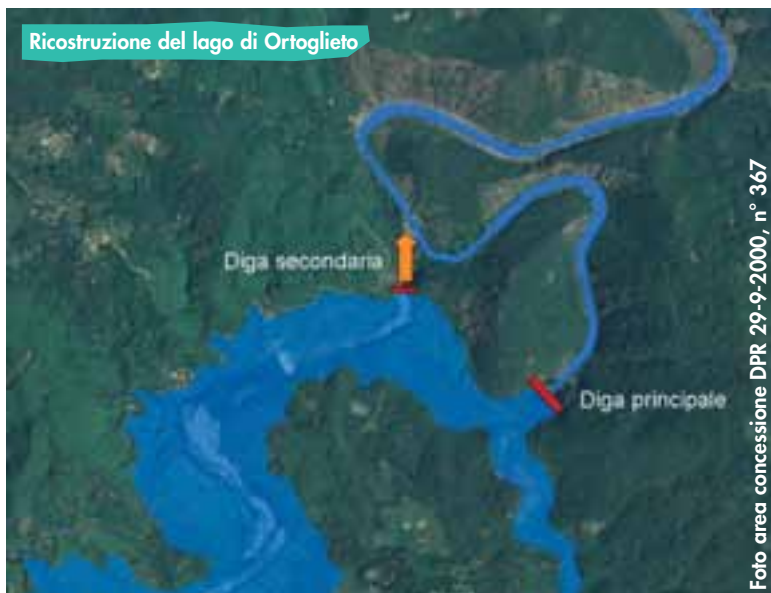 Ricostruzione del lago di Ortoglieto
Diga secondaria
Diga principale
Foto area concessione DPR 29-9-2000, n° 367